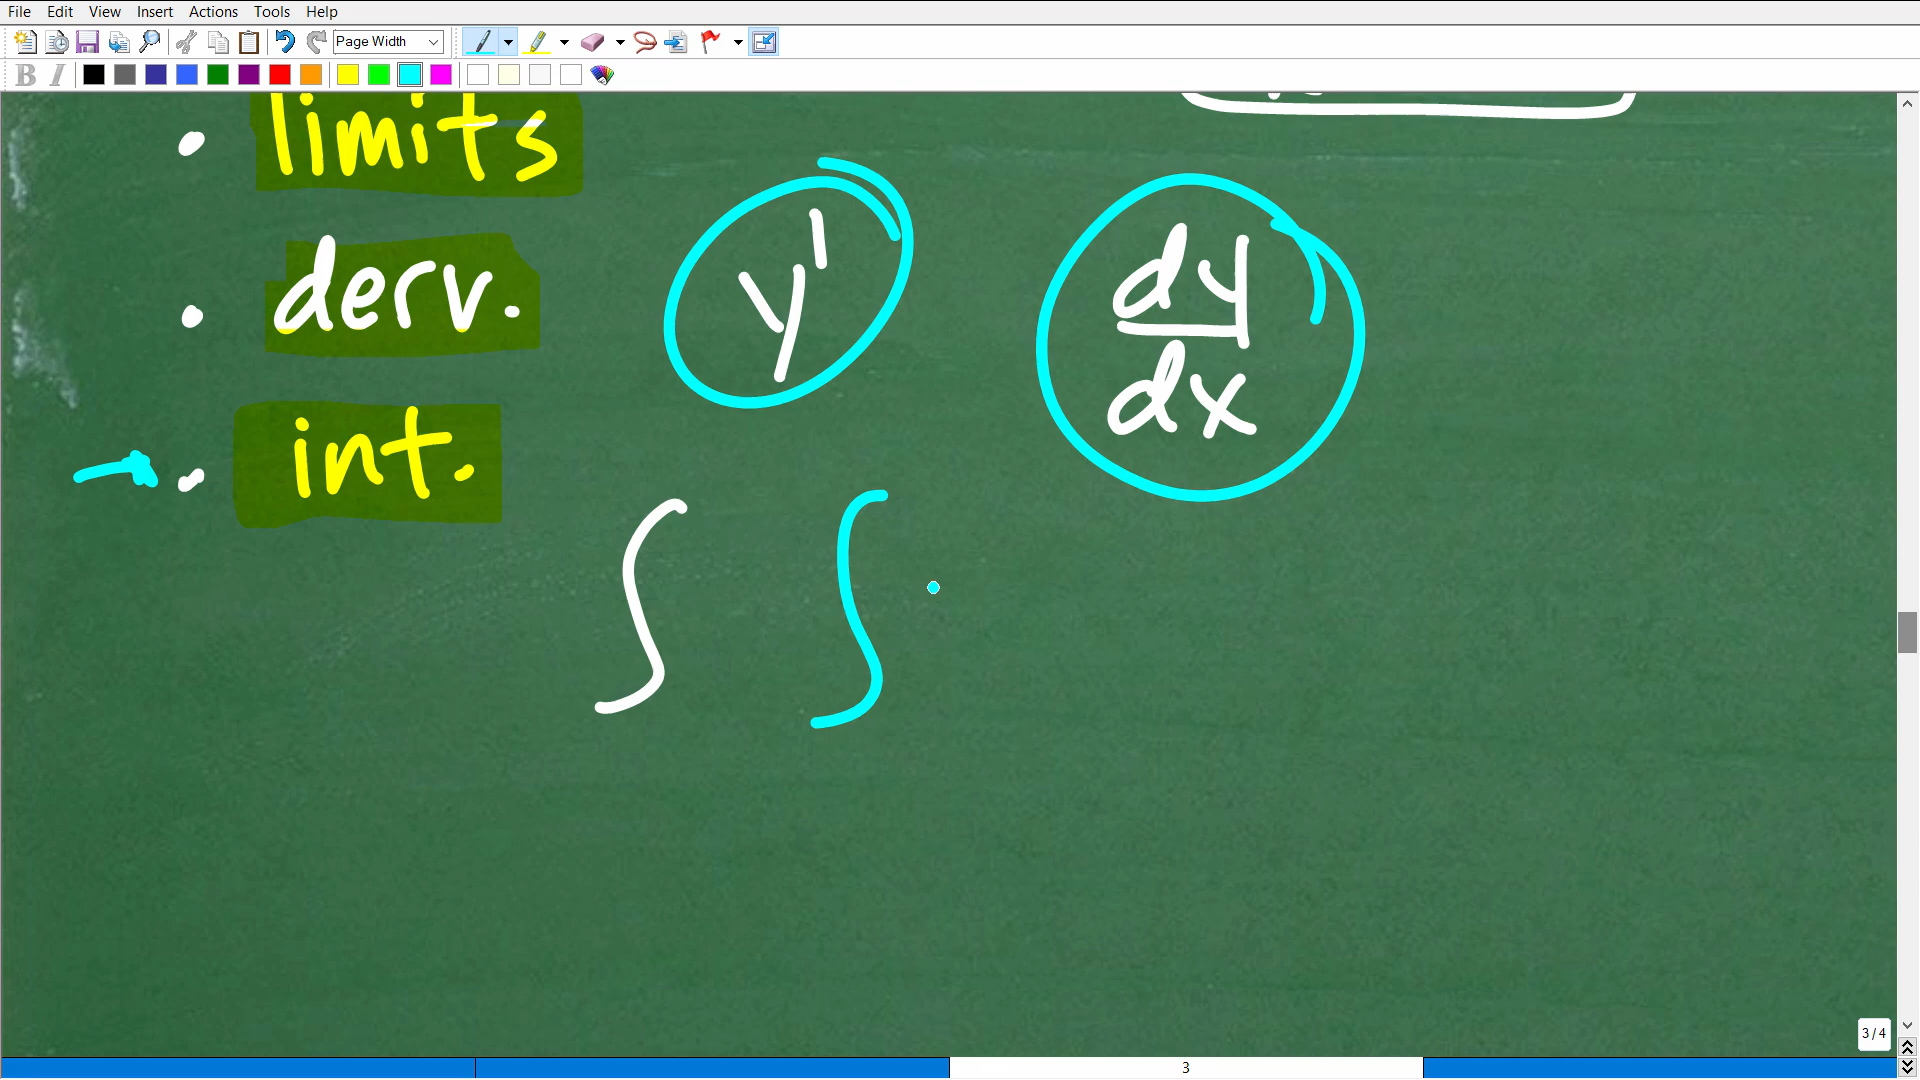 File Edit View Insert Actions Tools Help
Page Width
B I
• limits
• derv.
y' dy/dx
→ • int.
∫ ∫
3 / 4
3